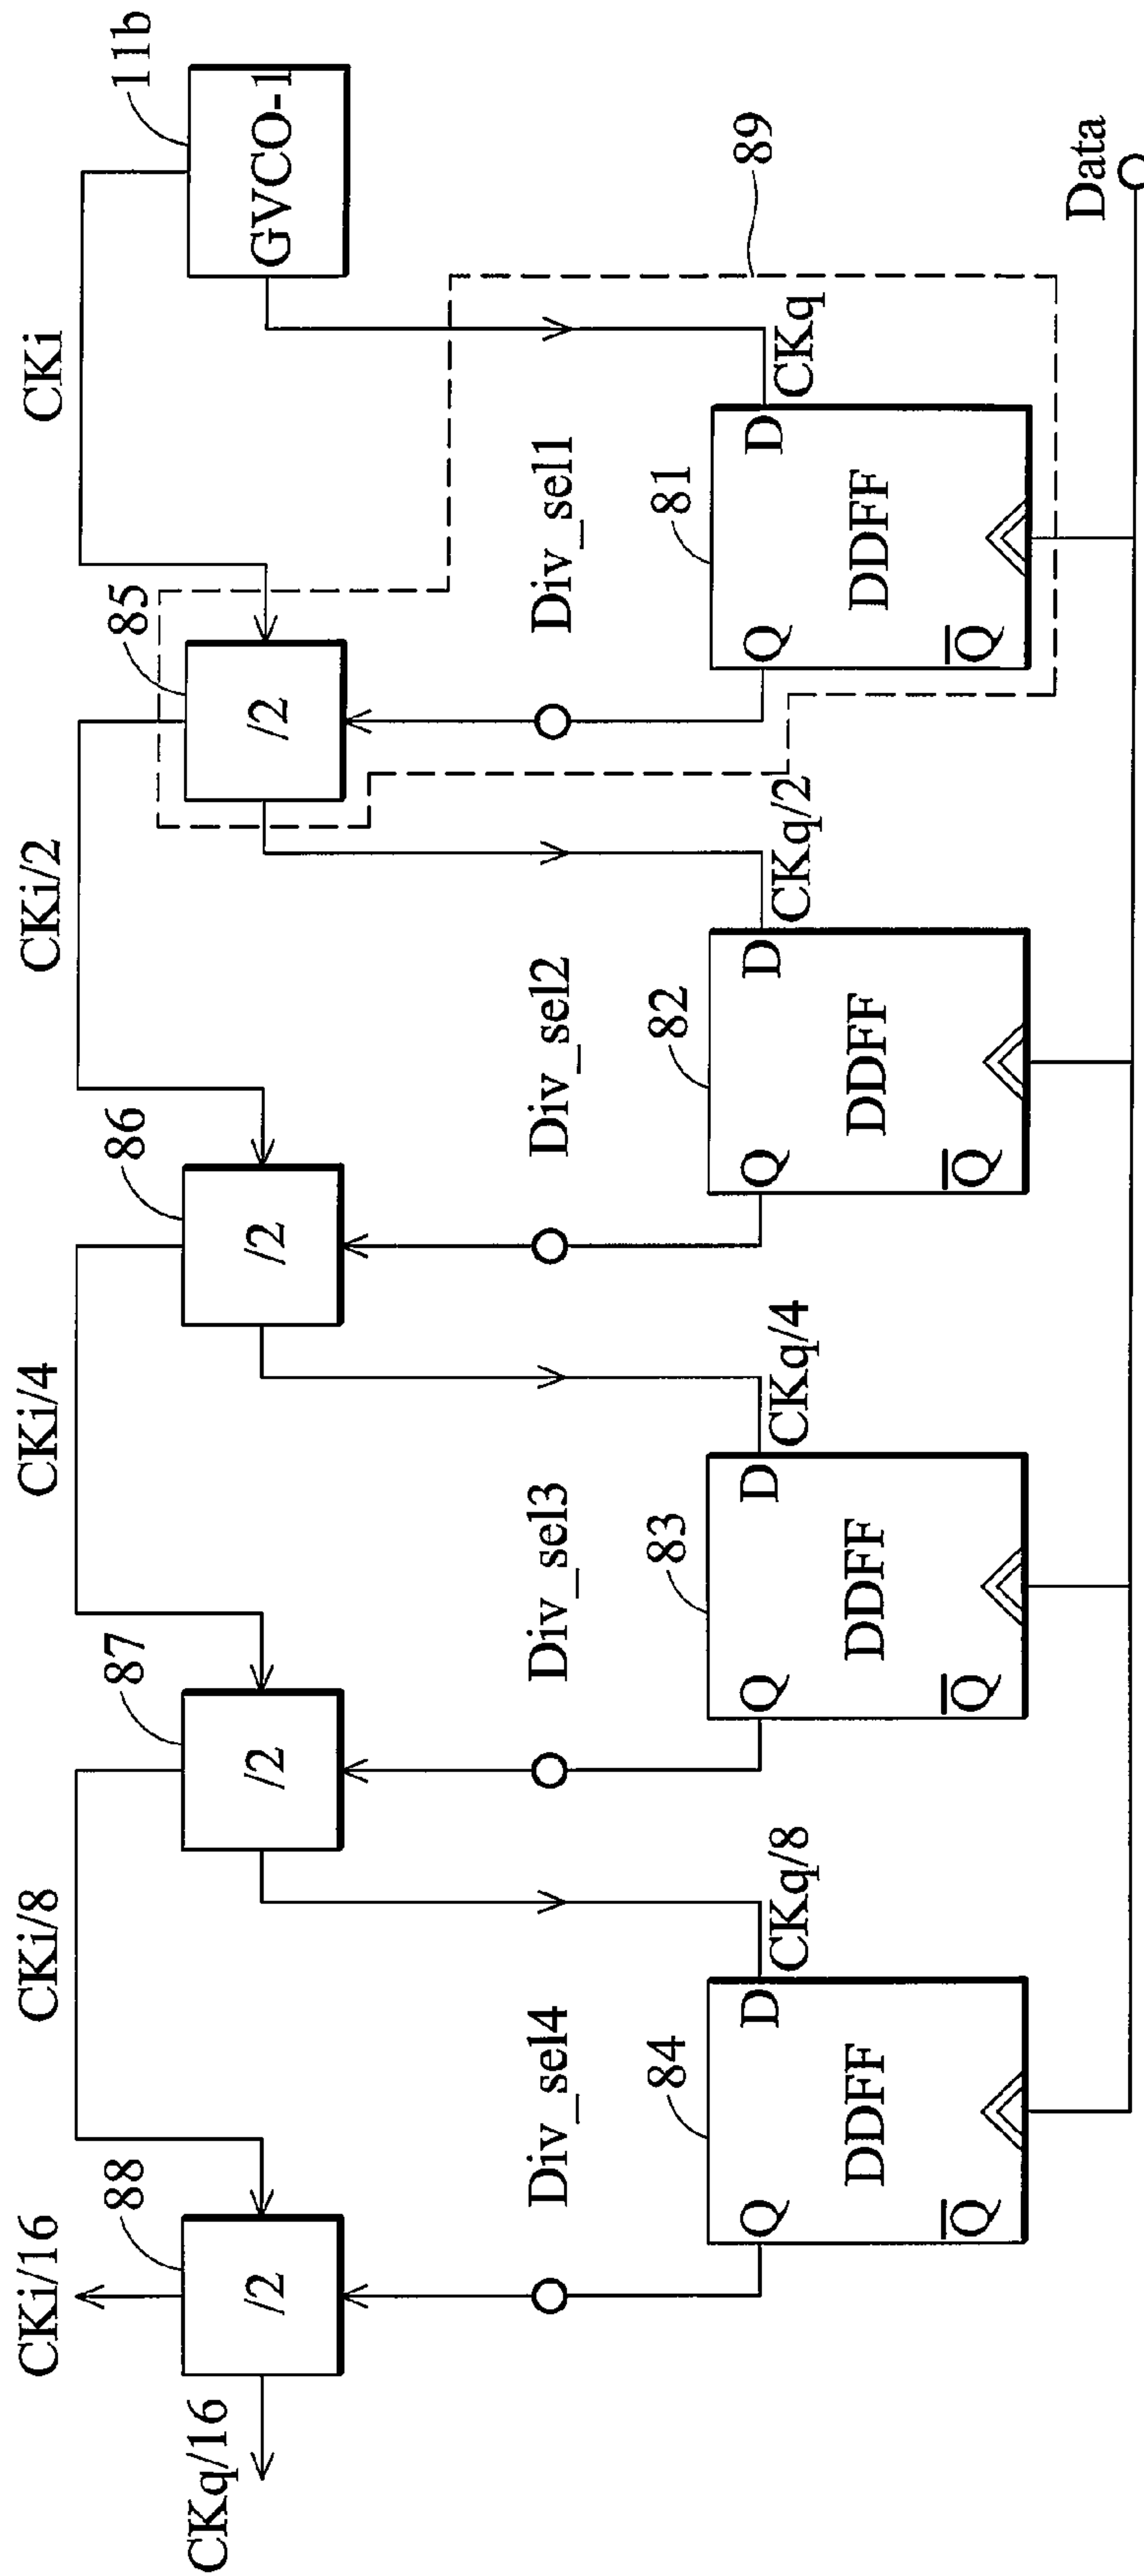 CKi/16
CKi/8
CKi/4
CKi/2
CKi
88
87
86
85
11b
CKq/16
/2
/2
/2
/2
GVCO-1
Div_sel4
Div_sel3
Div_sel2
Div_sel1
89
84
83
82
81
Q
D
CKq/8
Q
D
CKq/4
Q
D
CKq/2
Q
D
CKq
DDFF
DDFF
DDFF
DDFF
Q̅
Q̅
Q̅
Q̅
Data